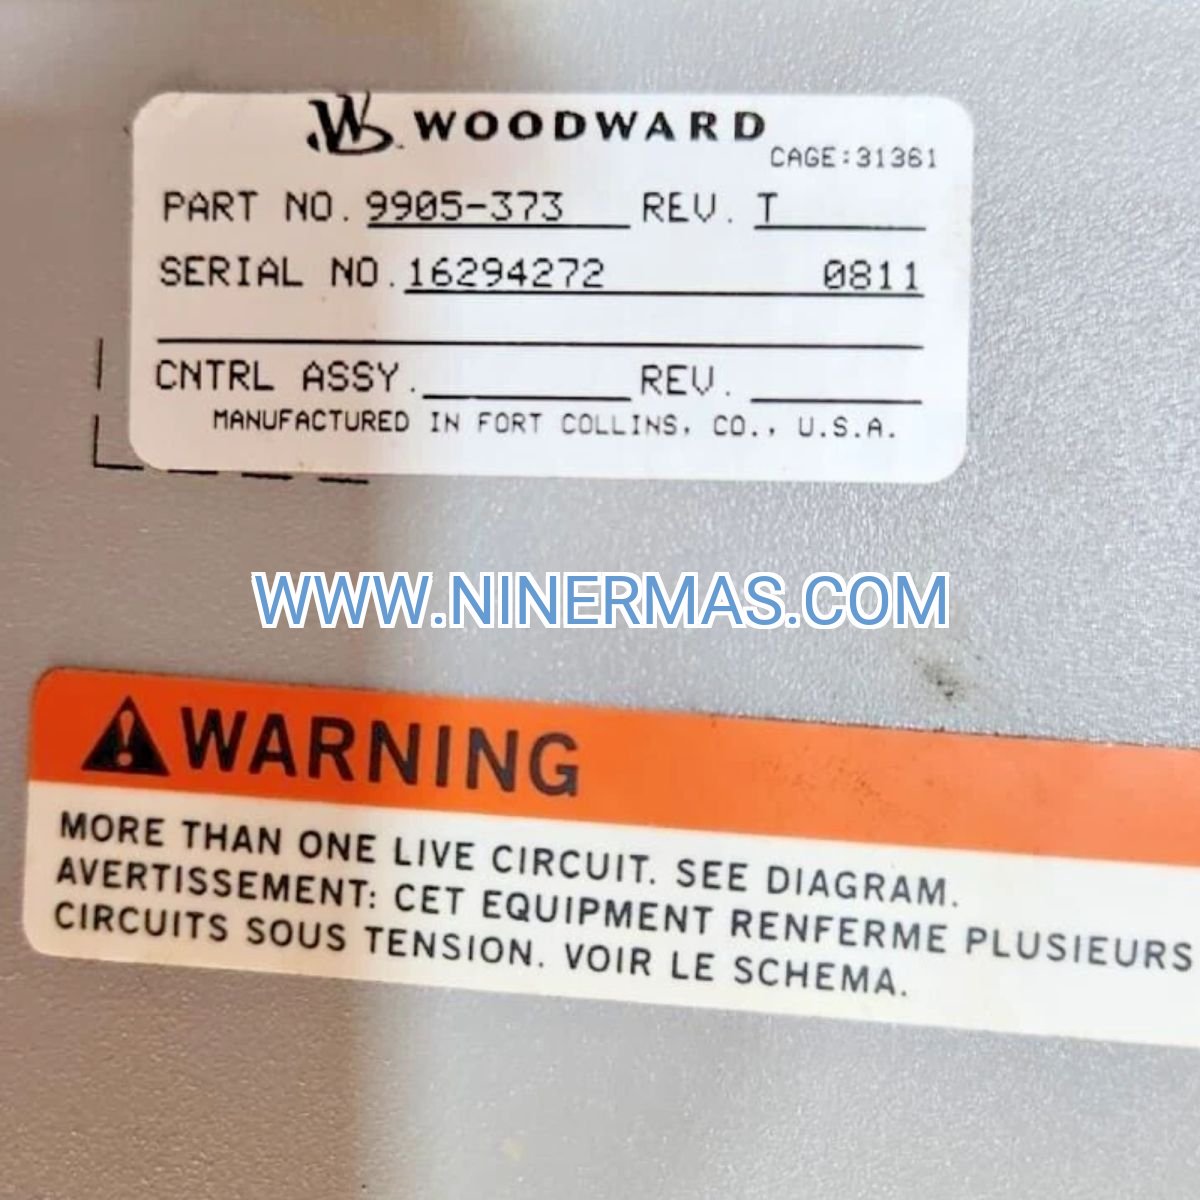 WOODWARD
CAGE:31361
PART NO. 9905-373 REV. T
SERIAL NO. 16294272 0811
CNTRL ASSY. REV.
MANUFACTURED IN FORT COLLINS, CO., U.S.A.
WWW.NINERMAS.COM
WARNING
MORE THAN ONE LIVE CIRCUIT. SEE DIAGRAM.
AVERTISSEMENT: CET EQUIPMENT RENFERME PLUSIEURS
CIRCUITS SOUS TENSION. VOIR LE SCHEMA.